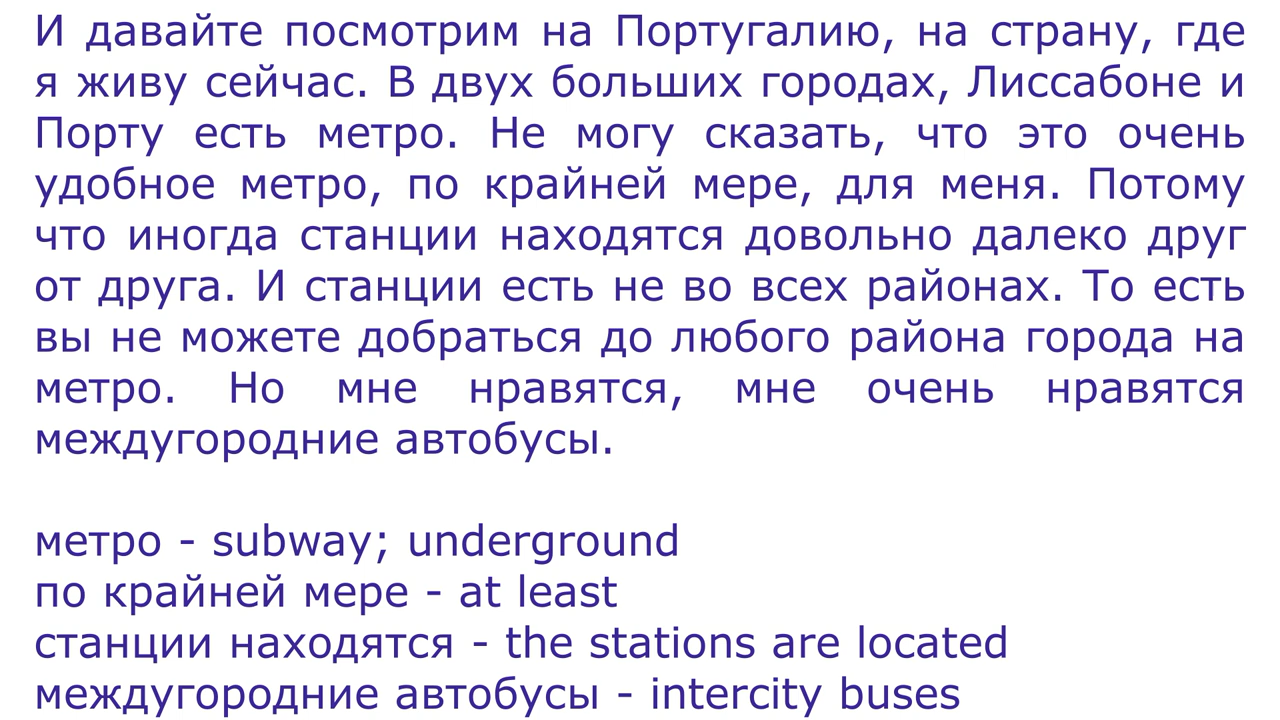 И давайте посмотрим на Португалию, на страну, где
я живу сейчас. В двух больших городах, Лиссабоне и
Порту есть метро. Не могу сказать, что это очень
удобное метро, по крайней мере, для меня. Потому
что иногда станции находятся довольно далеко друг
от друга. И станции есть не во всех районах. То есть
вы не можете добраться до любого района города на
метро. Но мне нравятся, мне очень нравятся
междугородние автобусы.
метро - subway; underground
по крайней мере - at least
станции находятся - the stations are located
междугородние автобусы - intercity buses